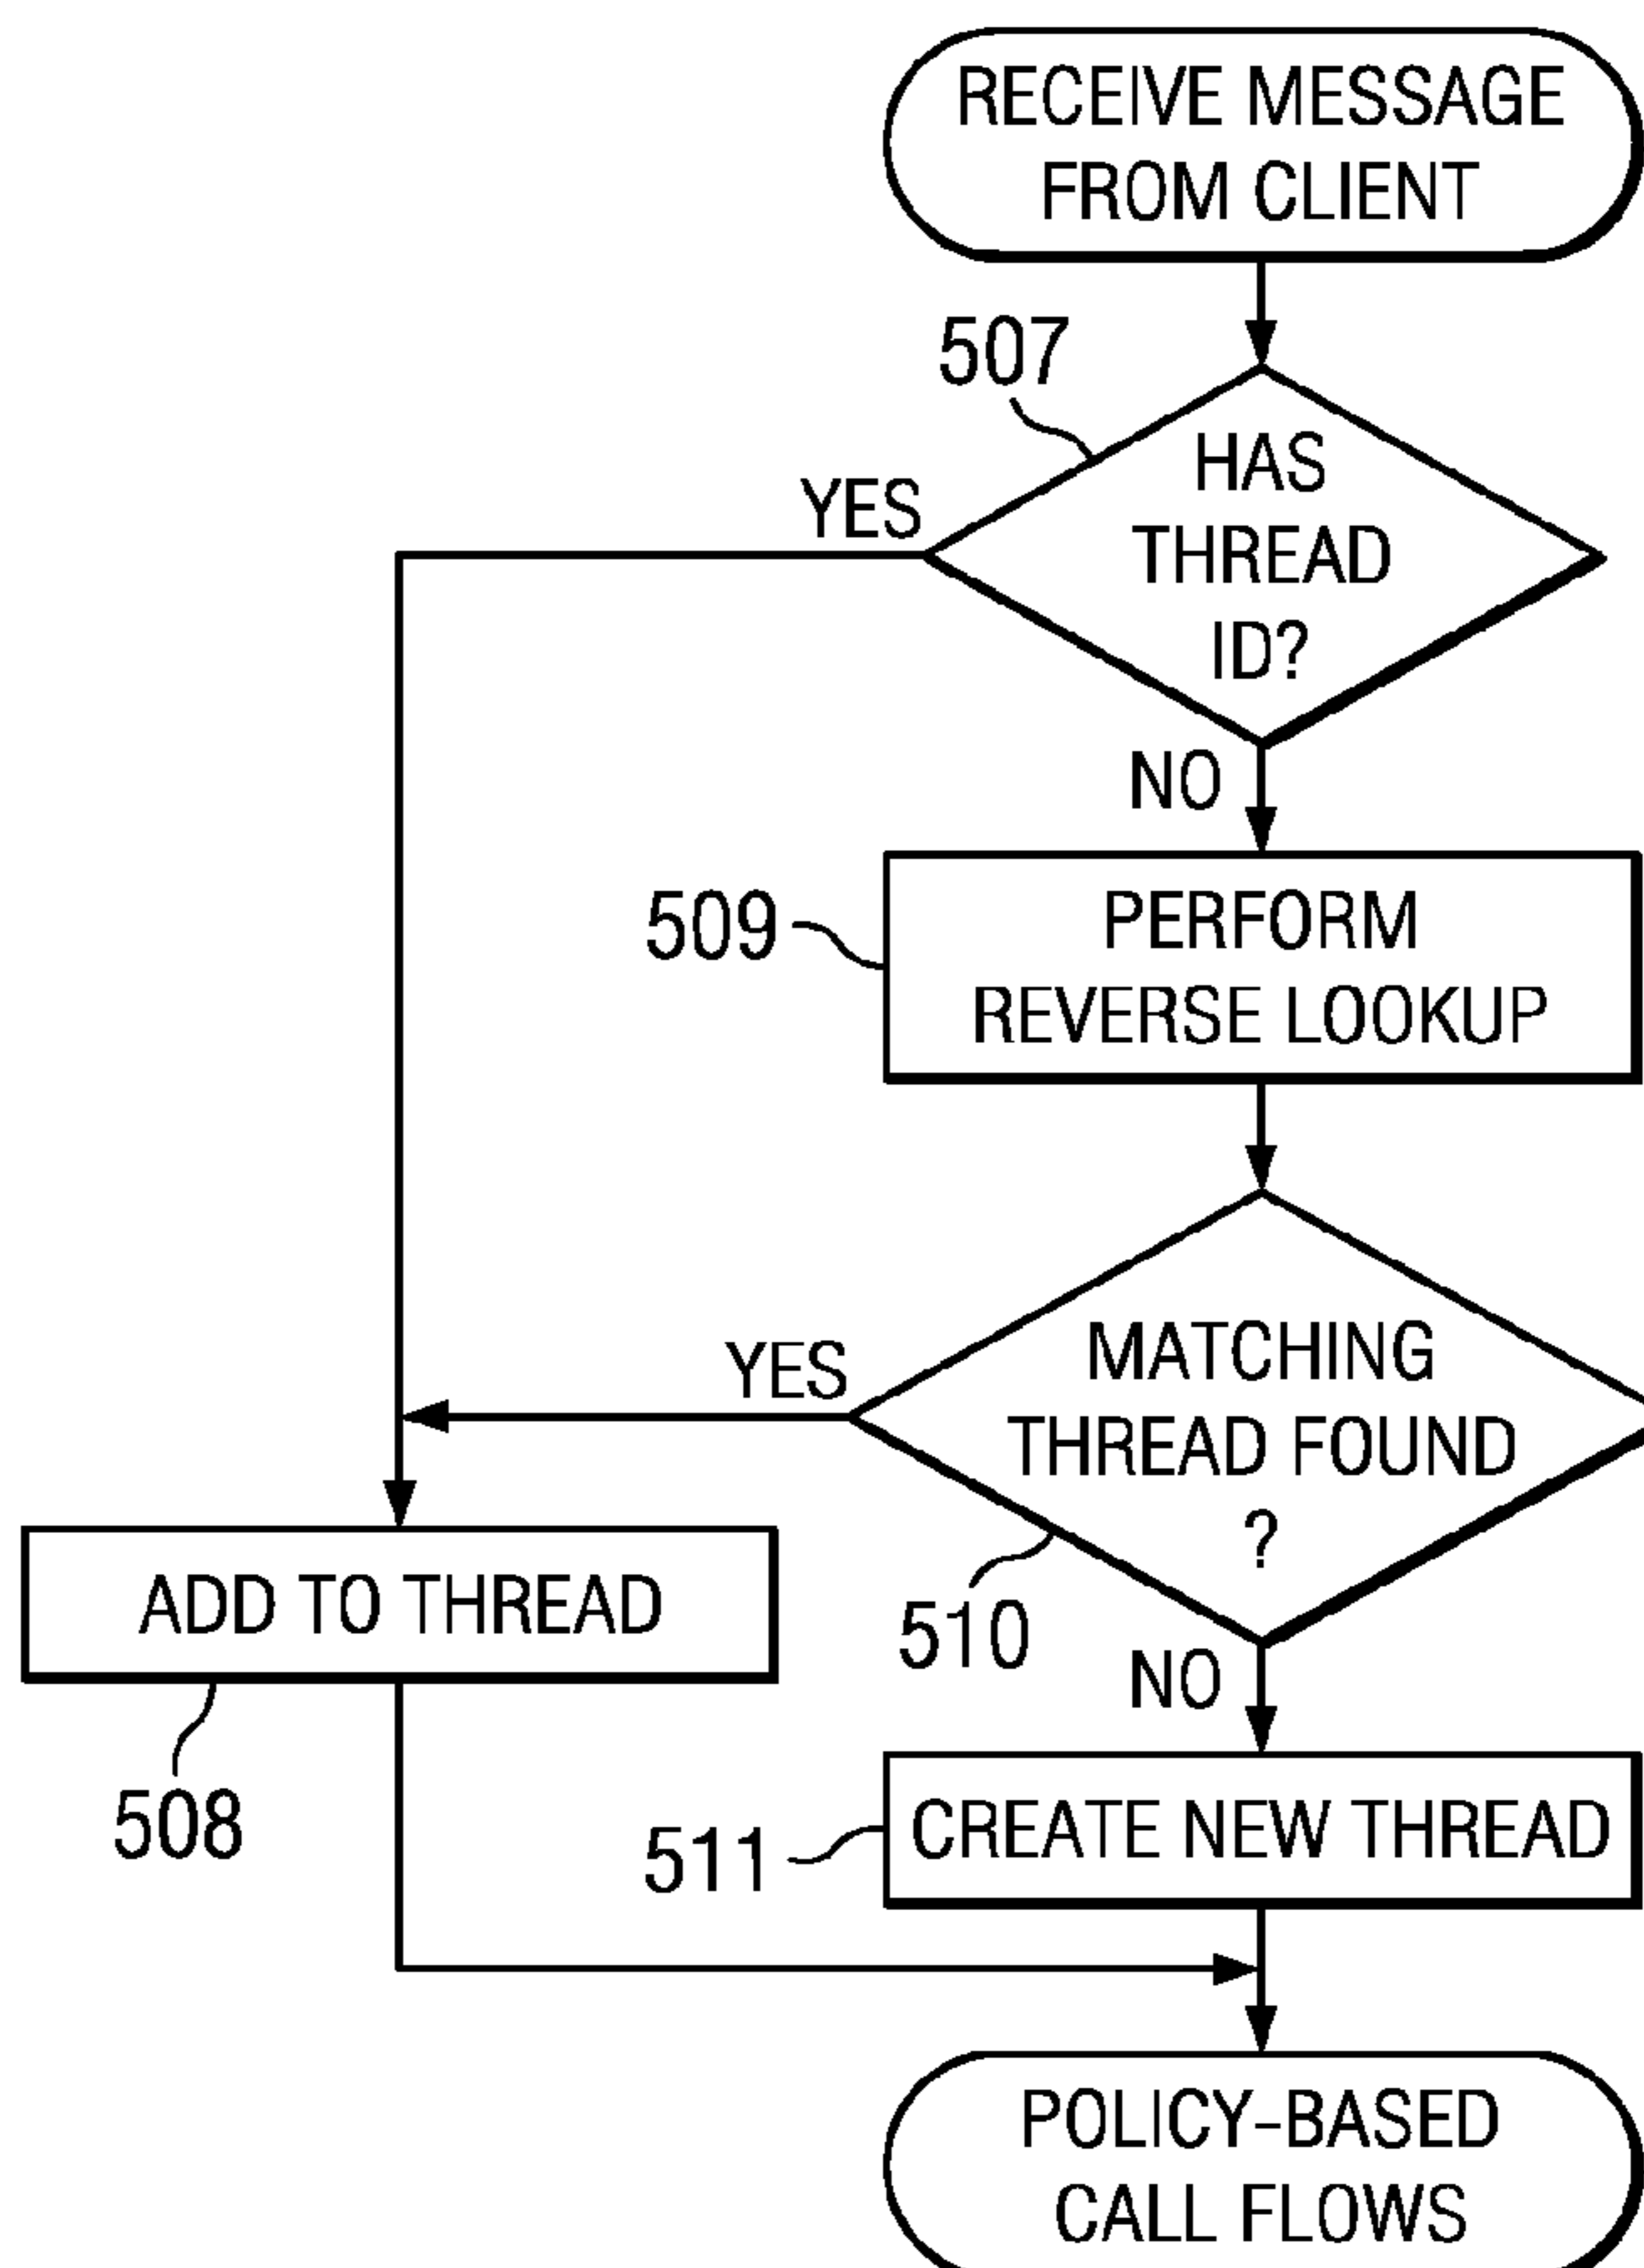 RECEIVE MESSAGE
FROM CLIENT
507
HAS
THREAD
ID?
YES
NO
509
PERFORM
REVERSE LOOKUP
YES
MATCHING
THREAD FOUND
?
510
NO
ADD TO THREAD
508
511
CREATE NEW THREAD
POLICY-BASED
CALL FLOWS